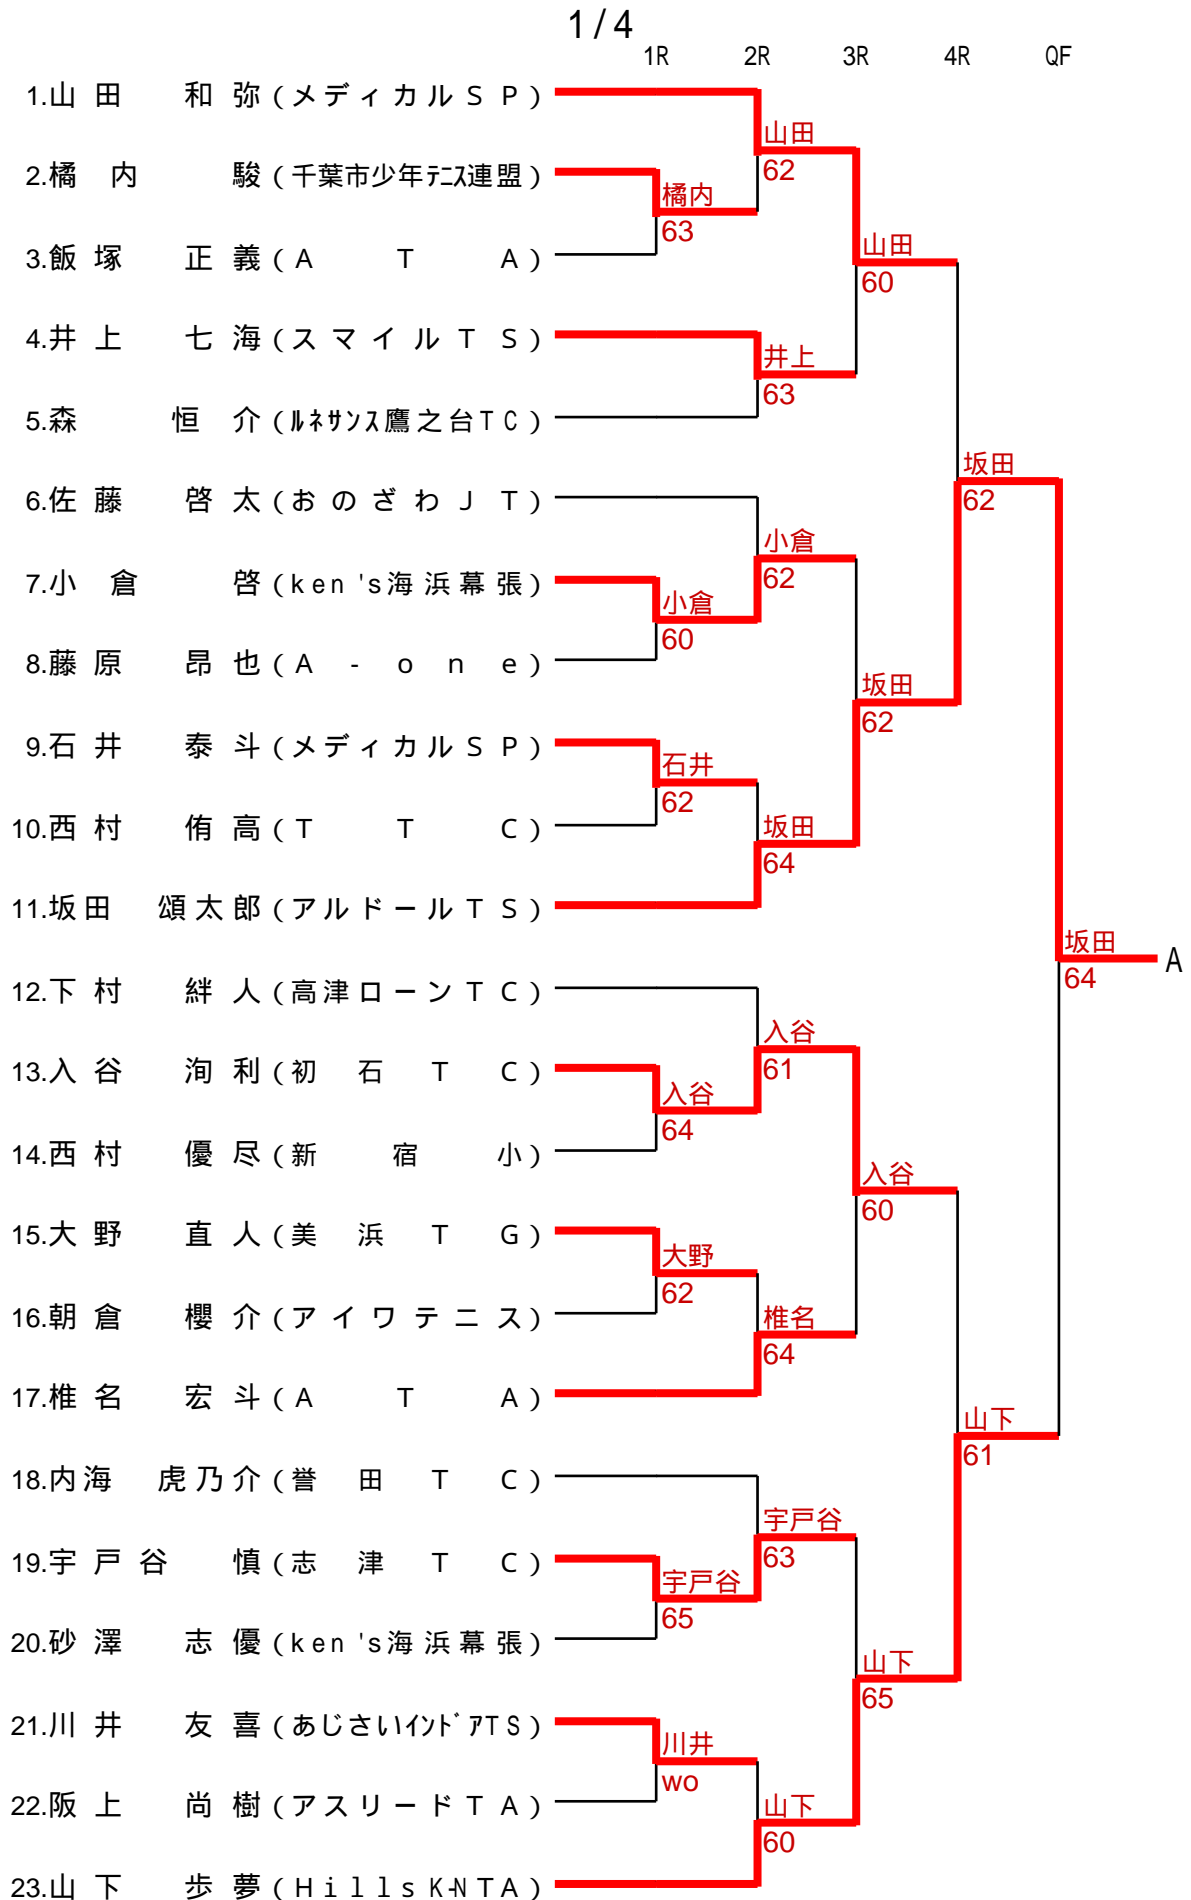 1/4
1R 2R 3R 4R QF
1.山田 和弥(メディカルSP)
山田
2.橘内 駿(千葉市少年テニス連盟)
62
橘内
63
3.飯塚 正義(ATA)
山田
60
4.井上 七海(スマイルTS)
井上
63
5.森 恒介(ルネサンス鷹之台TC)
坂田
62
6.佐藤 啓太(おのざわJT)
小倉
62
7.小倉 啓(ken's海浜幕張)
小倉
60
8.藤原 昂也(A-one)
坂田
62
9.石井 泰斗(メディカルSP)
石井
62
10.西村 侑高(TTC)
坂田
64
11.坂田 頌太郎(アルドールTS)
坂田
64
A
12.下村 絆人(高津ローンTC)
入谷
61
13.入谷 洵利(初石TC)
入谷
64
14.西村 優尽(新宿小)
入谷
60
15.大野 直人(美浜TG)
大野
62
16.朝倉 櫻介(アイワテニス)
椎名
64
17.椎名 宏斗(ATA)
山下
61
18.内海 虎乃介(誉田TC)
宇戸谷
63
19.宇戸谷 慎(志津TC)
宇戸谷
65
20.砂澤 志優(ken's海浜幕張)
山下
65
21.川井 友喜(あじさいインドアTS)
川井
wo
22.阪上 尚樹(アスリードTA)
山下
60
23.山下 歩夢(HillsK-NTA)